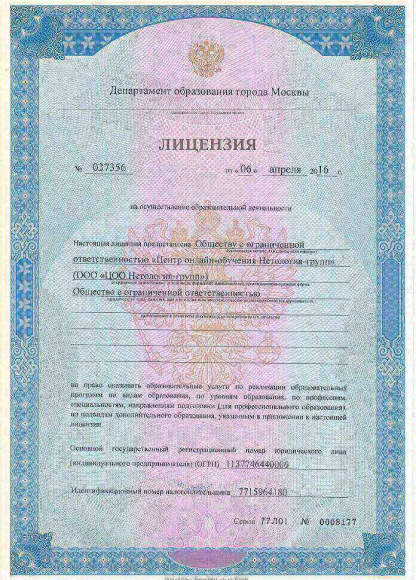 Департамент образования города Москвы
ЛИЦЕНЗИЯ
№ 027356 от «06» апреля 2016 г.
на осуществление образовательной деятельности
Настоящая лицензия предоставлена Обществу с ограниченной
ответственностью «Центр онлайн-обучения Нетология-групп»
(ООО «ЦОО Нетология-групп»)
Общество с ограниченной ответственностью
на право оказывать образовательные услуги по реализации образовательных
программ по видам образования, по уровням образования, по профессиям,
специальностям, направлениям подготовки (для профессионального образования),
по подвидам дополнительного образования, указанным в приложении к настоящей
лицензии
Основной государственный регистрационный номер юридического лица
(индивидуального предпринимателя) (ОГРН) 1137746440006
Идентификационный номер налогоплательщика 7715964180
Серия 77Л01 № 0008177